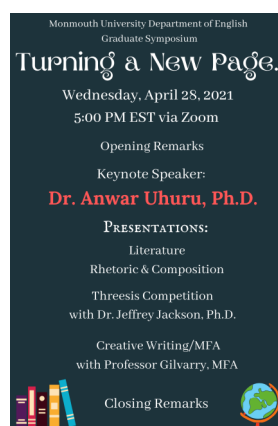 Monmouth University Department of English
Graduate Symposium
Turning a New Page.
Wednesday, April 28, 2021
5:00 PM EST via Zoom
Opening Remarks
Keynote Speaker:
Dr. Anwar Uhuru, Ph.D.
Presentations:
Literature
Rhetoric & Composition
Threesis Competition
with Dr. Jeffrey Jackson, Ph.D.
Creative Writing/MFA
with Professor Gilvarry, MFA
Closing Remarks